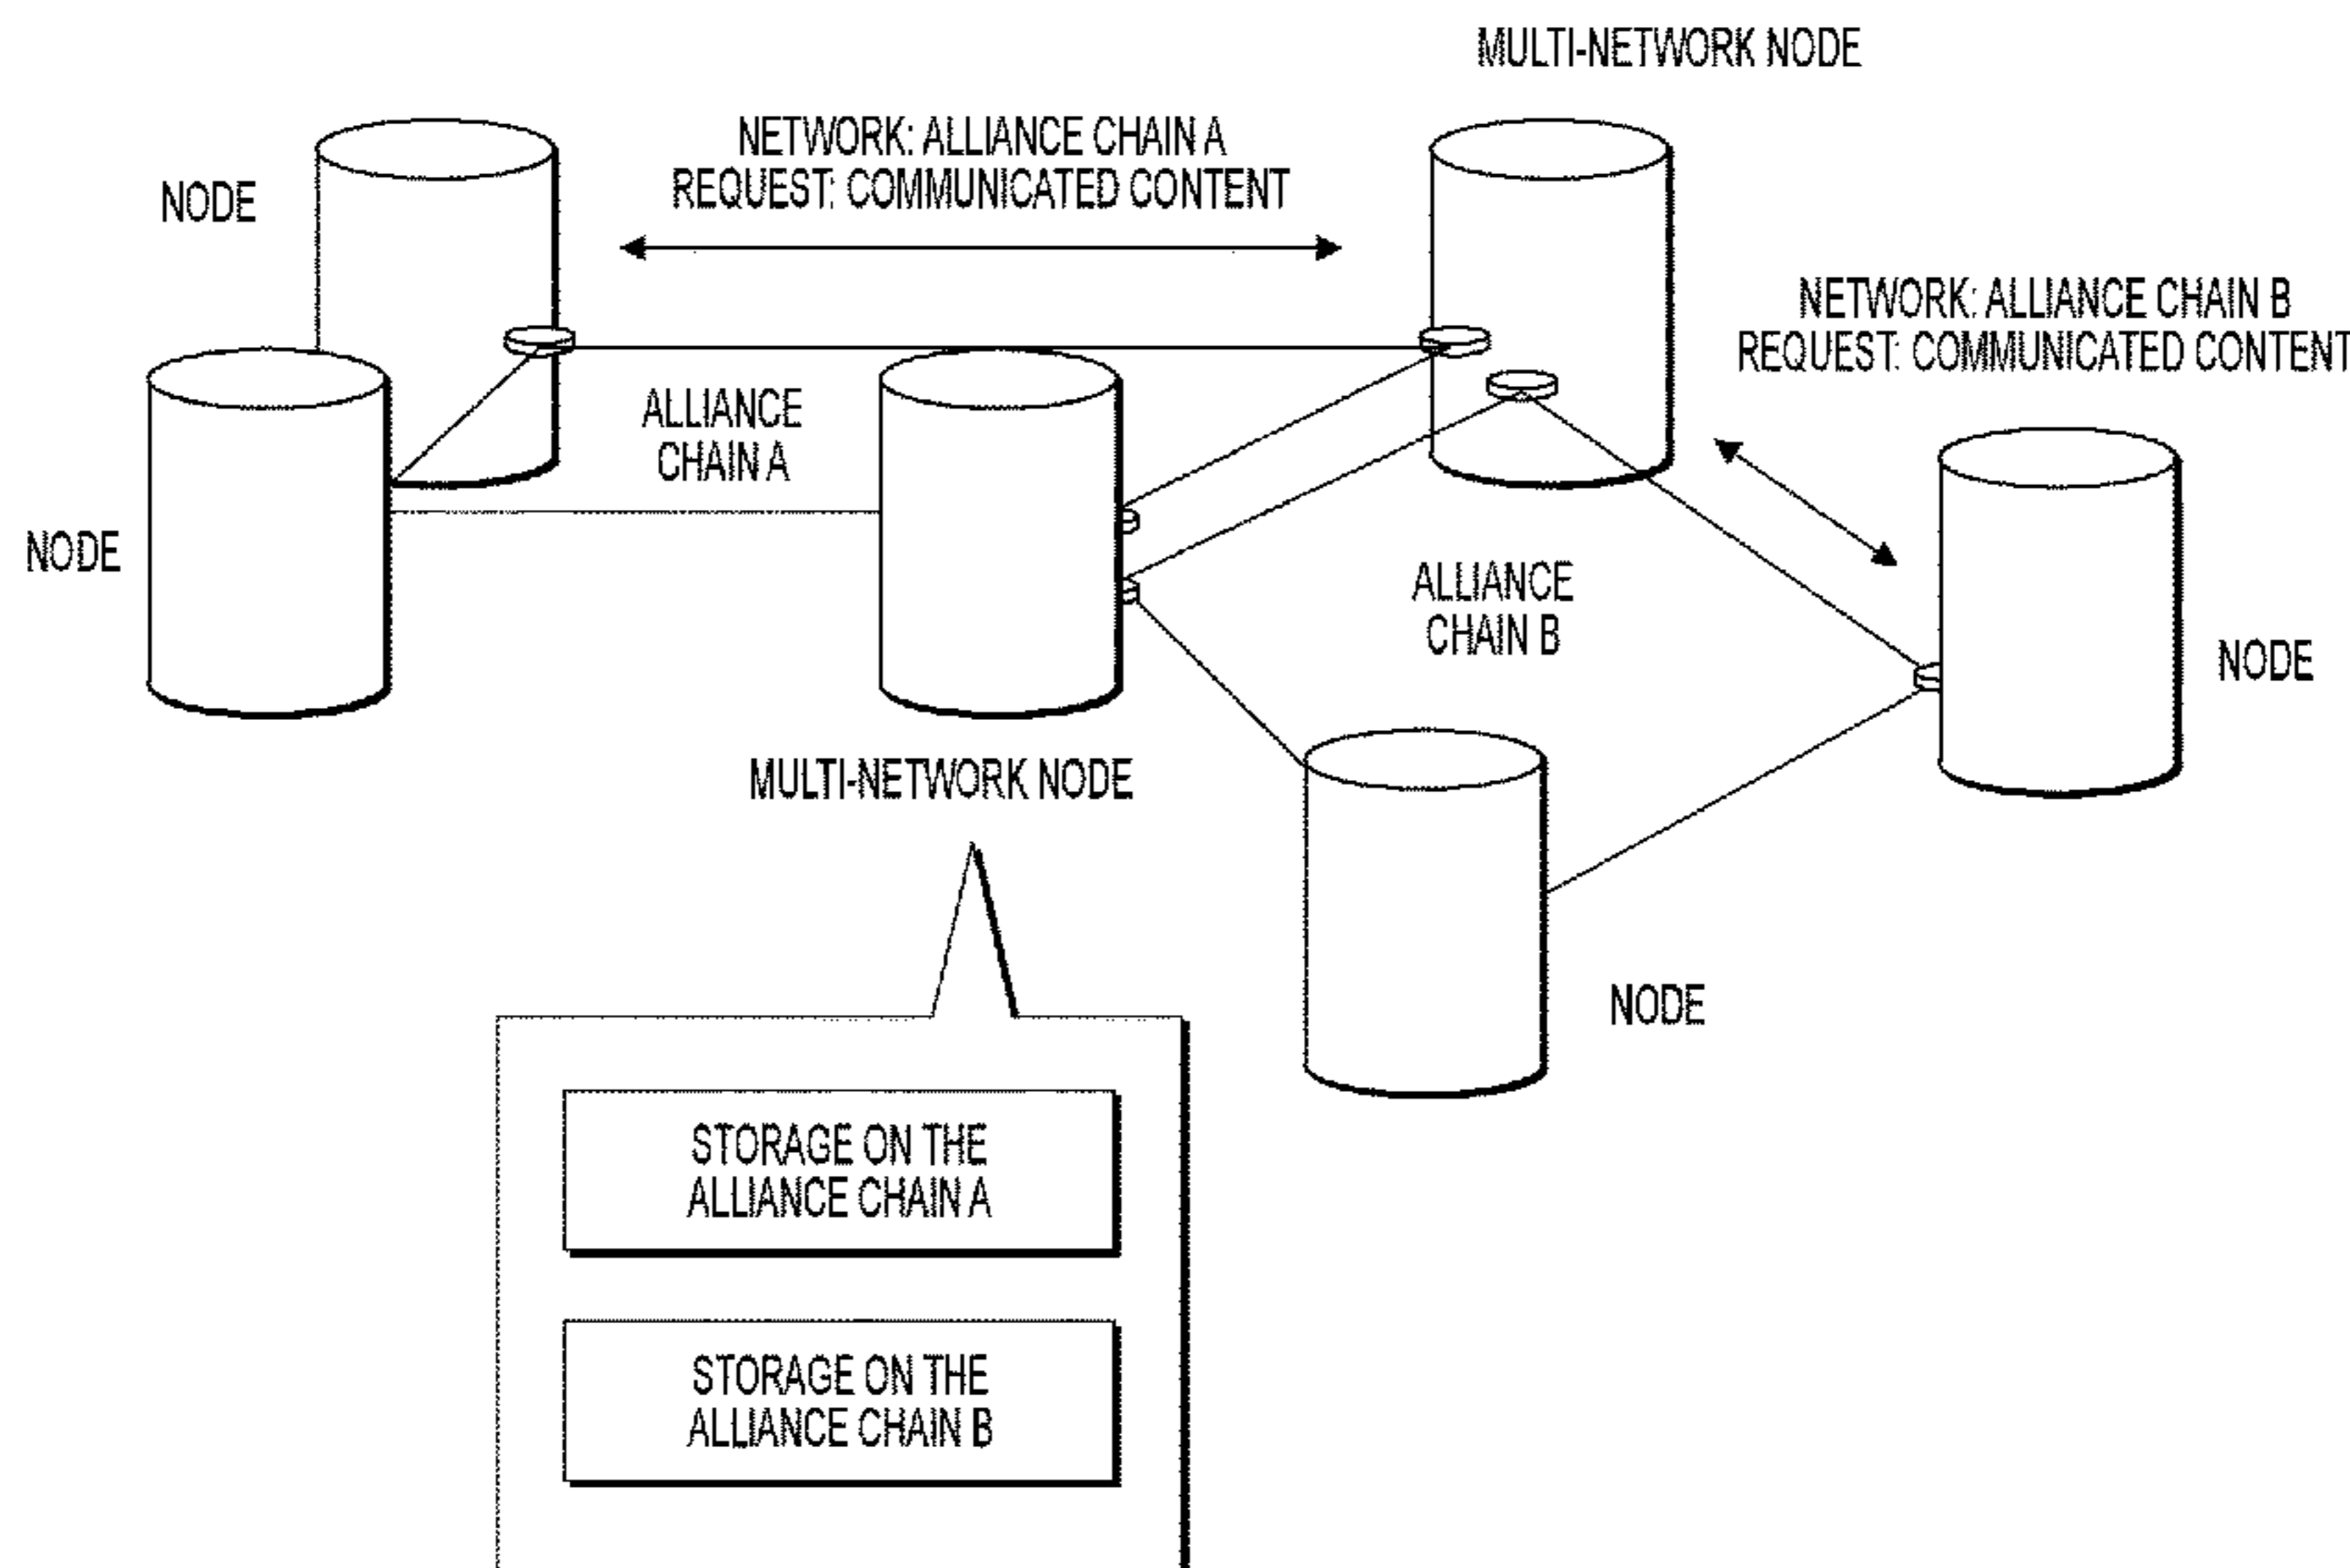 MULTI-NETWORK NODE
NETWORK: ALLIANCE CHAIN A
REQUEST: COMMUNICATED CONTENT
NODE
NETWORK: ALLIANCE CHAIN B
REQUEST: COMMUNICATED CONTENT
ALLIANCE
CHAIN A
NODE
ALLIANCE
CHAIN B
NODE
MULTI-NETWORK NODE
NODE
STORAGE ON THE
ALLIANCE CHAIN A
STORAGE ON THE
ALLIANCE CHAIN B